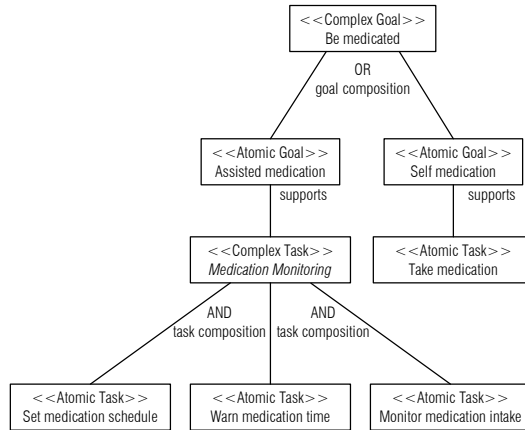 <<Complex Goal>>
Be medicated
OR
goal composition
<<Atomic Goal>>
Assisted medication
<<Atomic Goal>>
Self medication
supports
supports
<<Complex Task>>
Medication Monitoring
<<Atomic Task>>
Take medication
AND
task composition
AND
task composition
<<Atomic Task>>
Set medication schedule
<<Atomic Task>>
Warn medication time
<<Atomic Task>>
Monitor medication intake